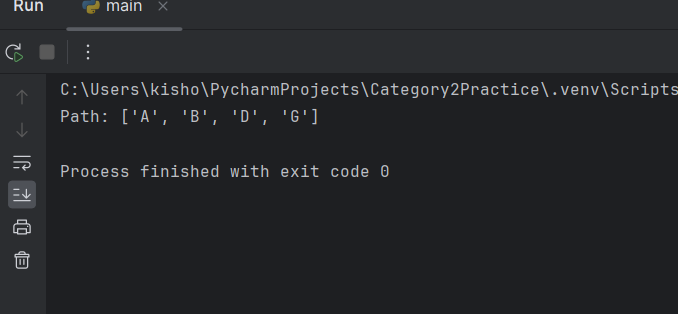 Run main
C:\Users\kisho\PycharmProjects\Category2Practice\.venv\Scripts
Path: ['A', 'B', 'D', 'G']
Process finished with exit code 0